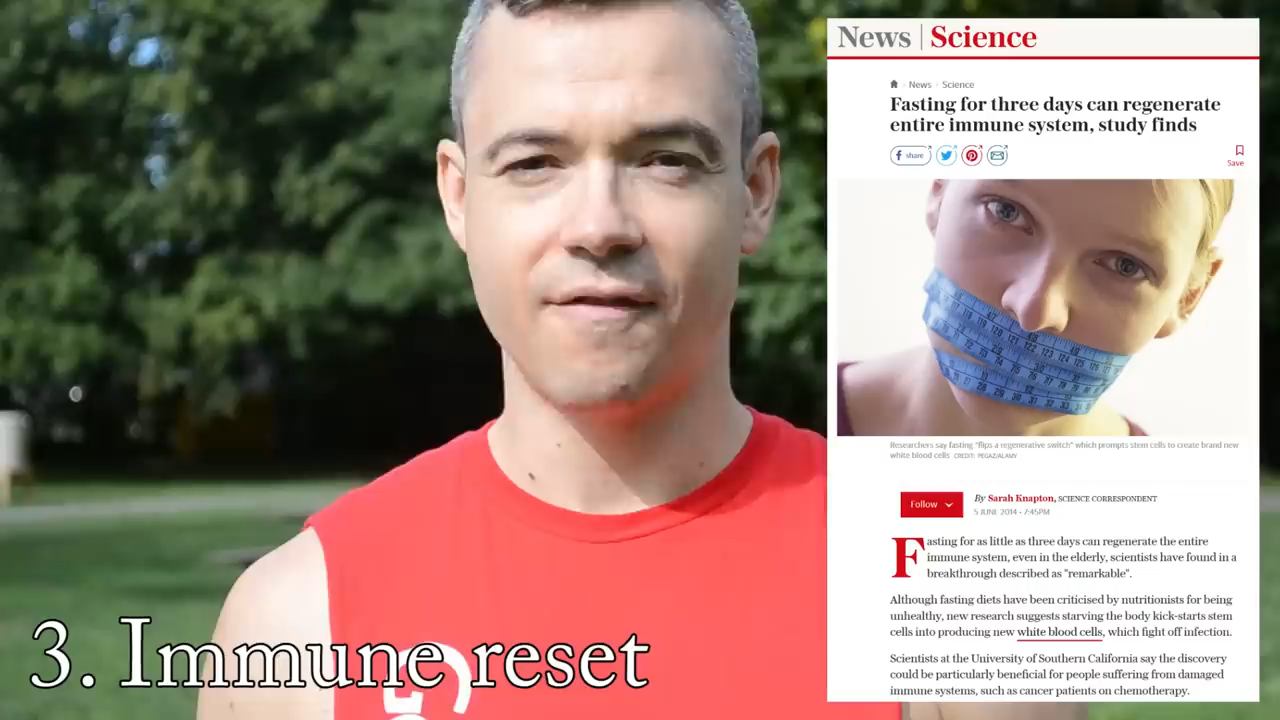 News | Science
News › Science
Fasting for three days can regenerate
entire immune system, study finds
share
Save
Researchers say fasting "flips a regenerative switch" which prompts stem cells to create brand new
white blood cells CREDIT: PEGAZ/ALAMY
Follow
By Sarah Knapton, SCIENCE CORRESPONDENT
5 JUNE 2014 • 7:45PM
Fasting for as little as three days can regenerate the entire
immune system, even in the elderly, scientists have found in a
breakthrough described as "remarkable".
Although fasting diets have been criticised by nutritionists for being
unhealthy, new research suggests starving the body kick-starts stem
cells into producing new white blood cells, which fight off infection.
Scientists at the University of Southern California say the discovery
could be particularly beneficial for people suffering from damaged
immune systems, such as cancer patients on chemotherapy.
3. Immune reset